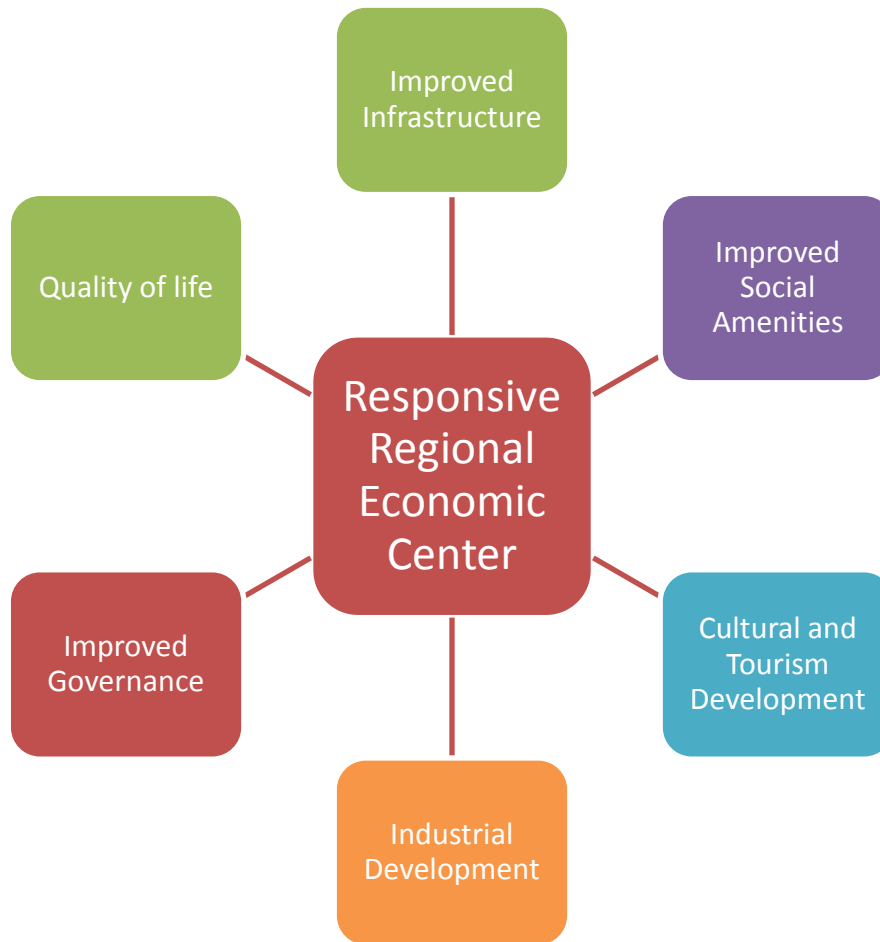 Improved
Infrastructure
Quality of life
Improved
Social
Amenities
Responsive
Regional
Economic
Center
Improved
Governance
Cultural and
Tourism
Development
Industrial
Development